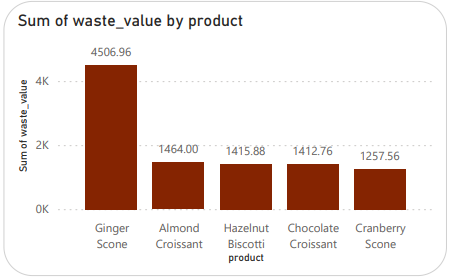 Sum of waste_value by product
4506.96
4K
Sum of waste_value
2K
1464.00
1415.88
1412.76
1257.56
0K
Ginger
Scone
Almond
Croissant
Hazelnut
Biscotti
Chocolate
Croissant
Cranberry
Scone
product